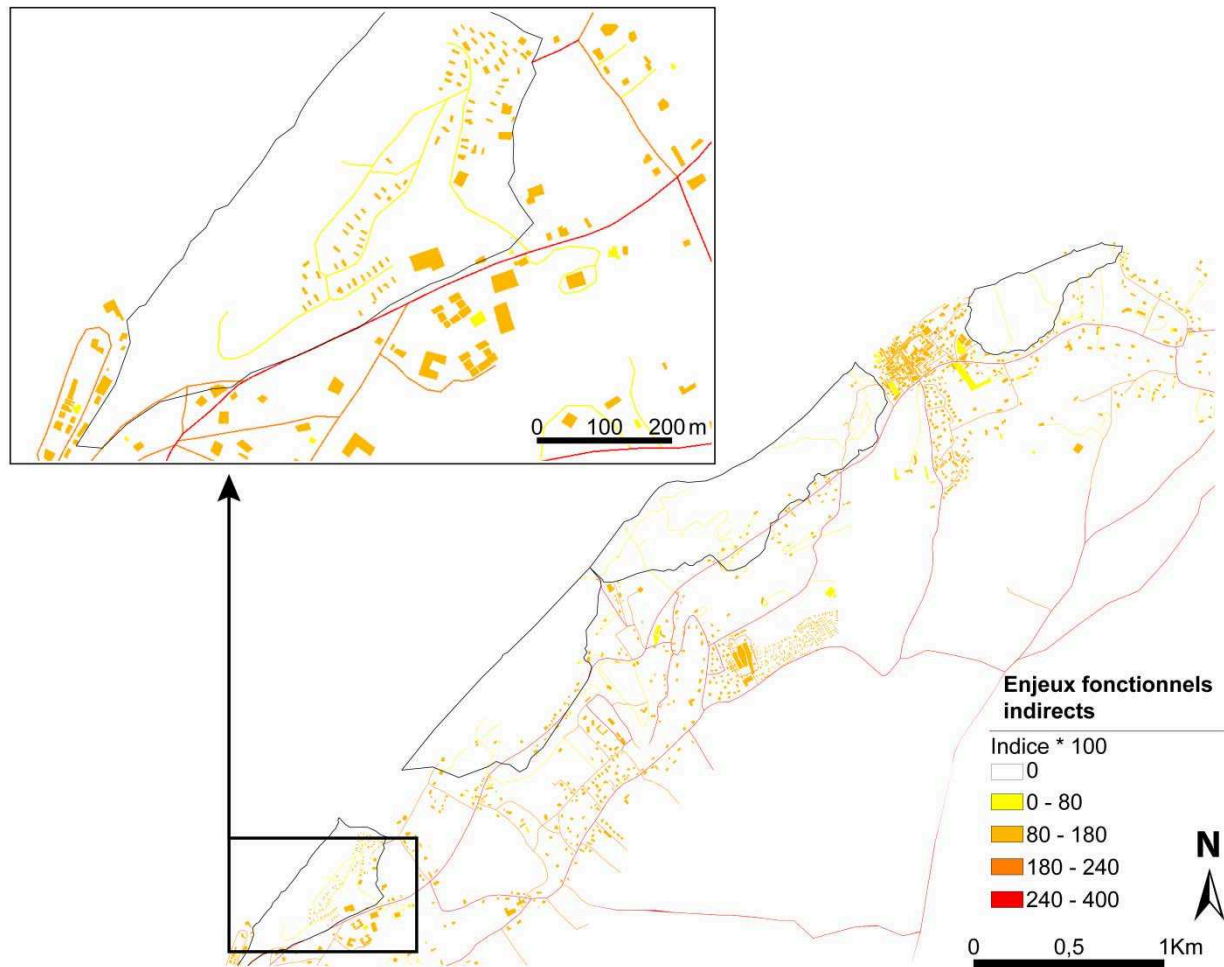 0 100 200 m
Enjeux fonctionnels
indirects
Indice * 100
0
0 - 80
80 - 180
180 - 240
240 - 400
N
0 0,5 1Km